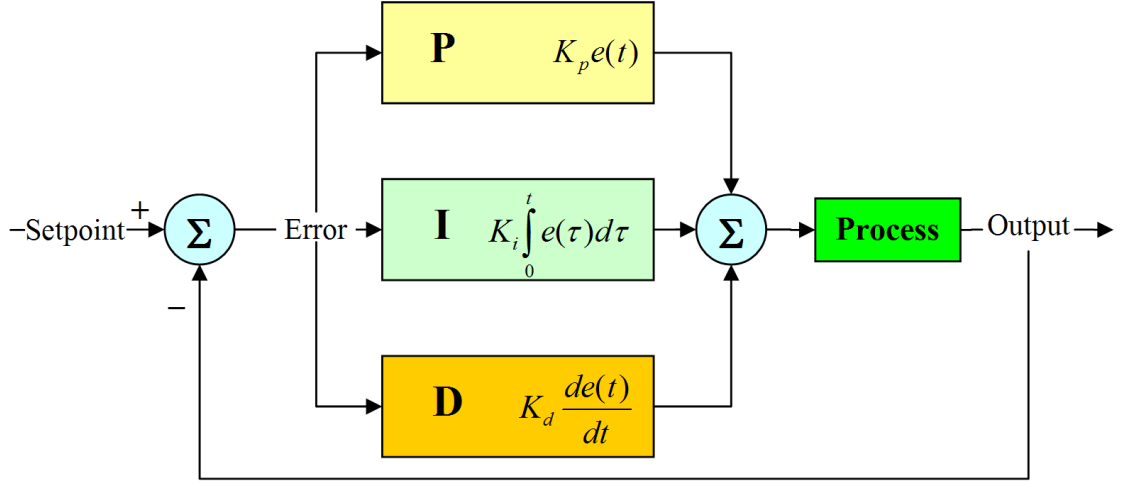 P K_p e(t)
+
–Setpoint Σ Error I K_i ∫_0^t e(τ)dτ Σ Process Output
−
D K_d de(t)/dt